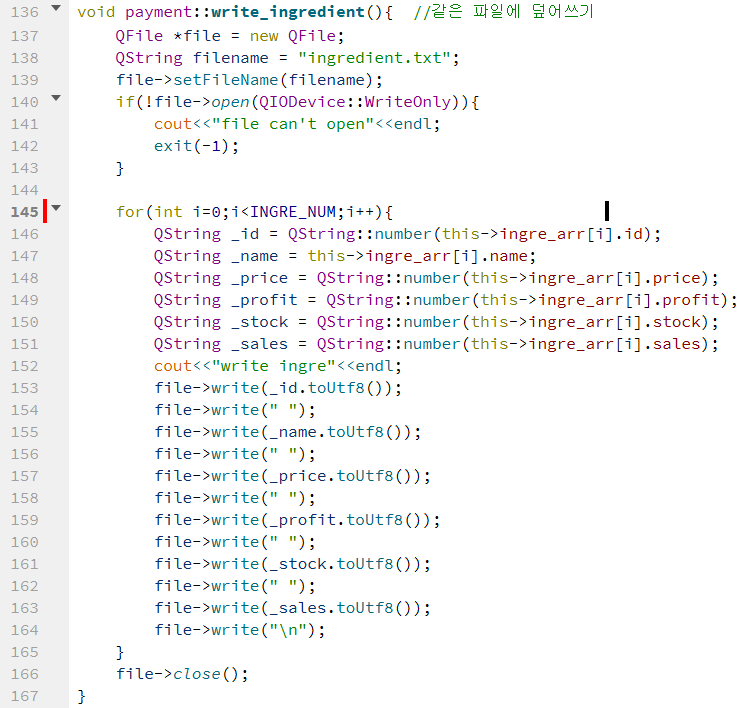 136 void payment::write_ingredient(){  //같은 파일에 덮어쓰기
137     QFile *file = new QFile;
138     QString filename = "ingredient.txt";
139     file->setFileName(filename);
140     if(!file->open(QIODevice::WriteOnly)){
141         cout<<"file can't open"<<endl;
142         exit(-1);
143     }
144
145     for(int i=0;i<INGRE_NUM;i++){
146         QString _id = QString::number(this->ingre_arr[i].id);
147         QString _name = this->ingre_arr[i].name;
148         QString _price = QString::number(this->ingre_arr[i].price);
149         QString _profit = QString::number(this->ingre_arr[i].profit);
150         QString _stock = QString::number(this->ingre_arr[i].stock);
151         QString _sales = QString::number(this->ingre_arr[i].sales);
152         cout<<"write ingre"<<endl;
153         file->write(_id.toUtf8());
154         file->write(" ");
155         file->write(_name.toUtf8());
156         file->write(" ");
157         file->write(_price.toUtf8());
158         file->write(" ");
159         file->write(_profit.toUtf8());
160         file->write(" ");
161         file->write(_stock.toUtf8());
162         file->write(" ");
163         file->write(_sales.toUtf8());
164         file->write("\n");
165     }
166     file->close();
167 }